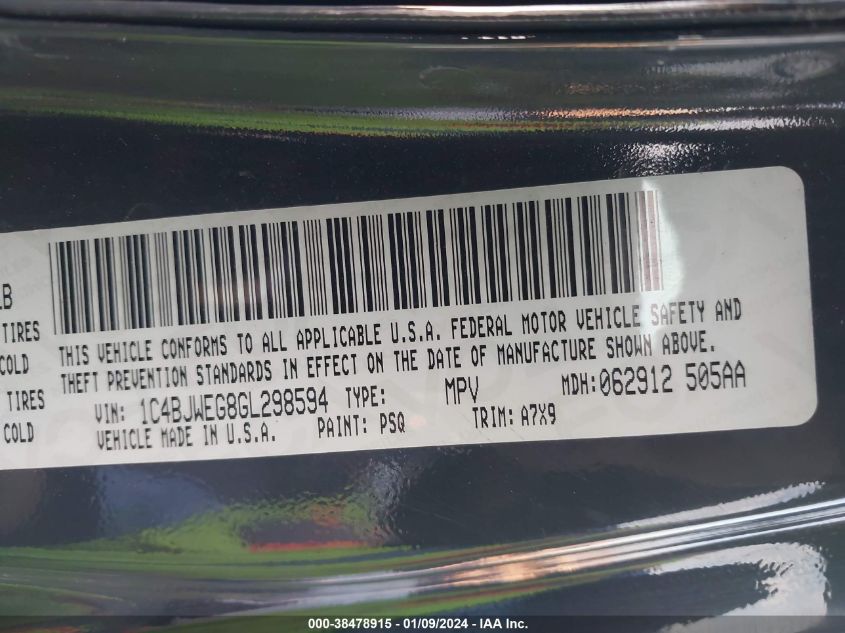 LB
TIRES
COLD
TIRES
COLD
THIS VEHICLE CONFORMS TO ALL APPLICABLE U.S.A. FEDERAL MOTOR VEHICLE SAFETY AND
THEFT PREVENTION STANDARDS IN EFFECT ON THE DATE OF MANUFACTURE SHOWN ABOVE.
VIN: 1C4BJWEG8GL298594 TYPE: MPV MDH:062912 505AA
VEHICLE MADE IN U.S.A. PAINT: PSQ TRIM: A7X9
000-38478915 - 01/09/2024 - IAA Inc.